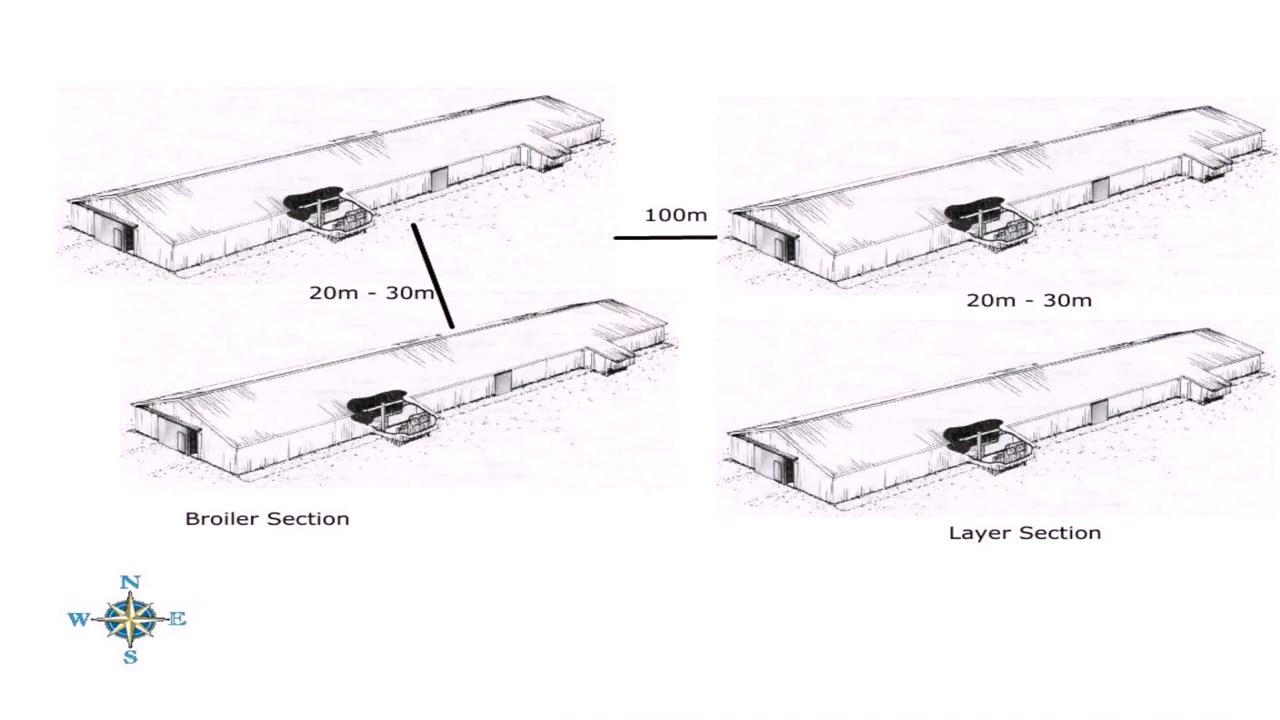 100m
20m - 30m
20m - 30m
Broiler Section
Layer Section
N
W E
S